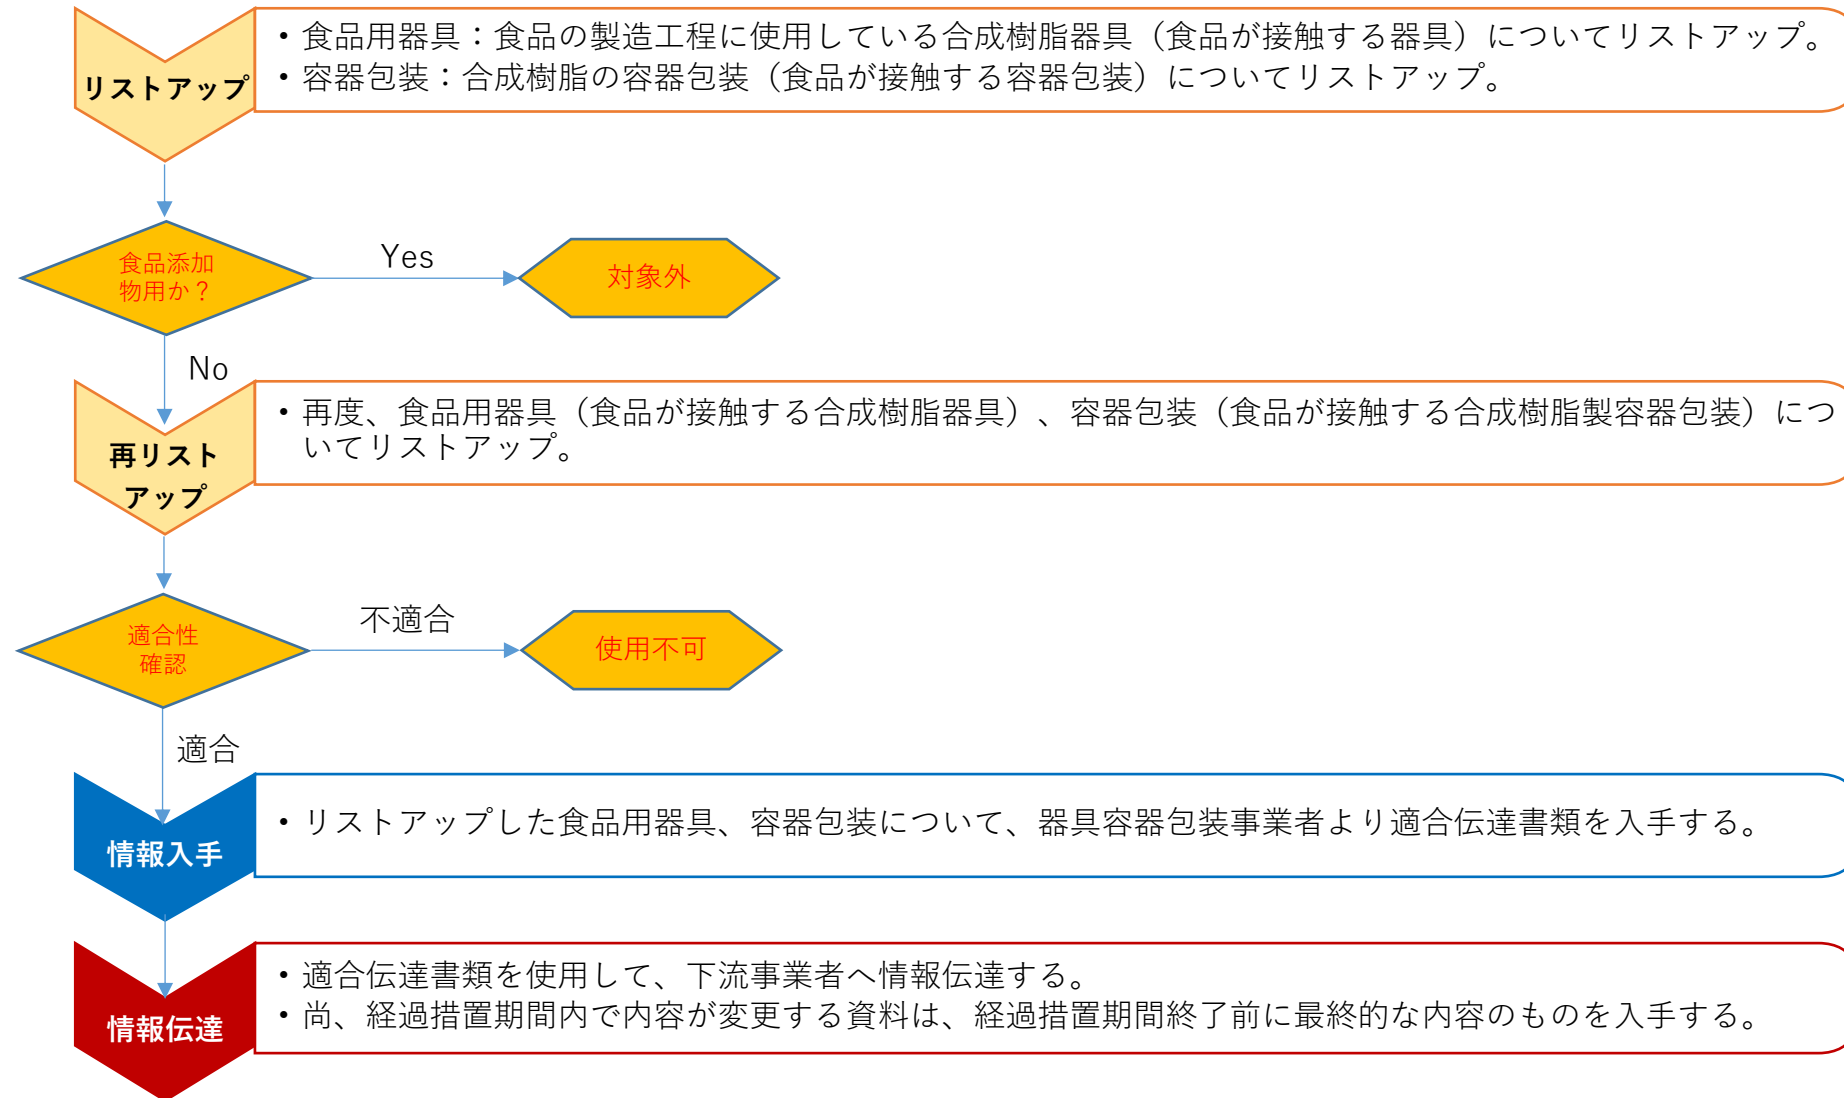 リストアップ
・食品用器具：食品の製造工程に使用している合成樹脂器具（食品が接触する器具）についてリストアップ。
・容器包装：合成樹脂の容器包装（食品が接触する容器包装）についてリストアップ。
食品添加
物用か？
Yes
対象外
No
再リスト
アップ
・再度、食品用器具（食品が接触する合成樹脂器具）、容器包装（食品が接触する合成樹脂製容器包装）につ
いてリストアップ。
適合性
確認
不適合
使用不可
適合
情報入手
・リストアップした食品用器具、容器包装について、器具容器包装事業者より適合伝達書類を入手する。
情報伝達
・適合伝達書類を使用して、下流事業者へ情報伝達する。
・尚、経過措置期間内で内容が変更する資料は、経過措置期間終了前に最終的な内容のものを入手する。